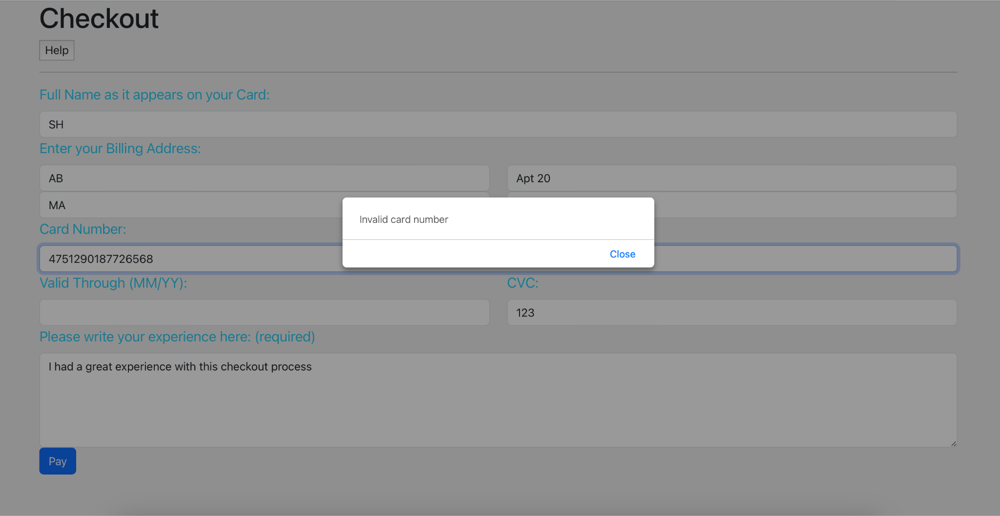 Checkout
Help
Full Name as it appears on your Card:
SH
Enter your Billing Address:
AB
Apt 20
MA
Invalid card number
Close
Card Number:
4751290187726568
Valid Through (MM/YY):
CVC:
123
Please write your experience here: (required)
I had a great experience with this checkout process
Pay